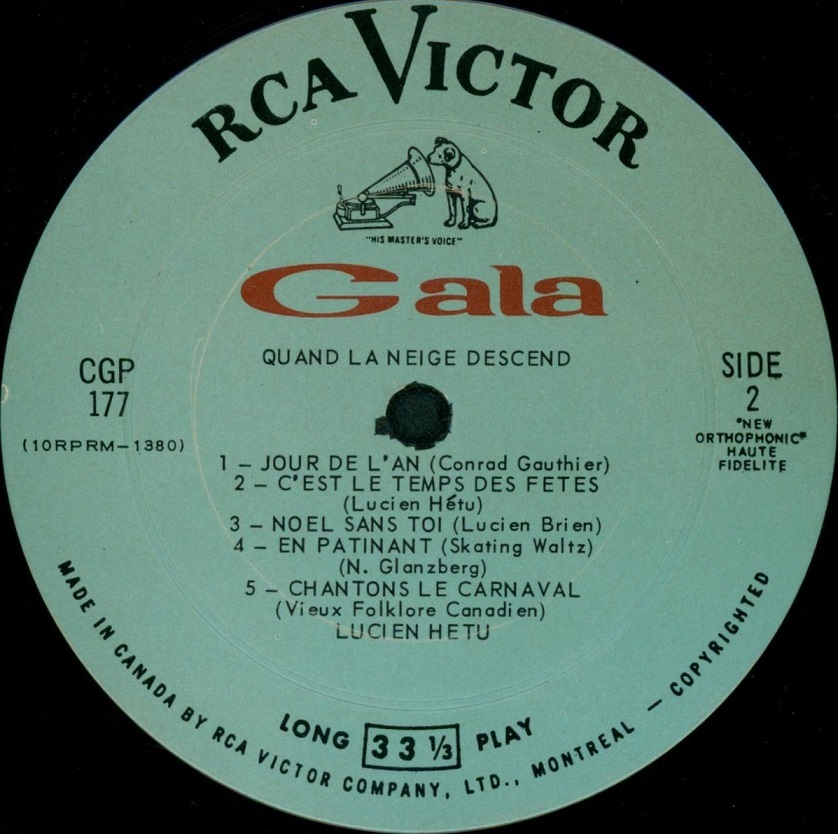 RCA VICTOR
"HIS MASTER'S VOICE"
Gala
QUAND LA NEIGE DESCEND
CGP
177
(10RPRM-1380)
SIDE
2
"NEW
ORTHOPHONIC"
HAUTE
FIDELITE
1 - JOUR DE L'AN (Conrad Gauthier)
2 - C'EST LE TEMPS DES FETES
(Lucien Hétu)
3 - NOEL SANS TOI (Lucien Brien)
4 - EN PATINANT (Skating Waltz)
(N. Glanzberg)
5 - CHANTONS LE CARNAVAL
(Vieux Folklore Canadien)
LUCIEN HETU
LONG 33 1/3 PLAY
MADE IN CANADA BY RCA VICTOR COMPANY, LTD., MONTREAL — COPYRIGHTED